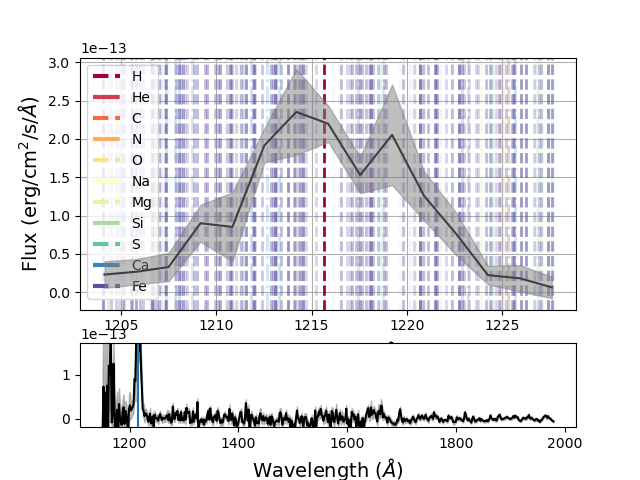 1e−13
Flux (erg/cm²/s/Å)
3.0
2.5
2.0
1.5
1.0
0.5
0.0
H
He
C
N
O
Na
Mg
Si
S
Ca
Fe
1205 1210 1215 1220 1225
1e−13
1
0
1200 1400 1600 1800 2000
Wavelength (Å)